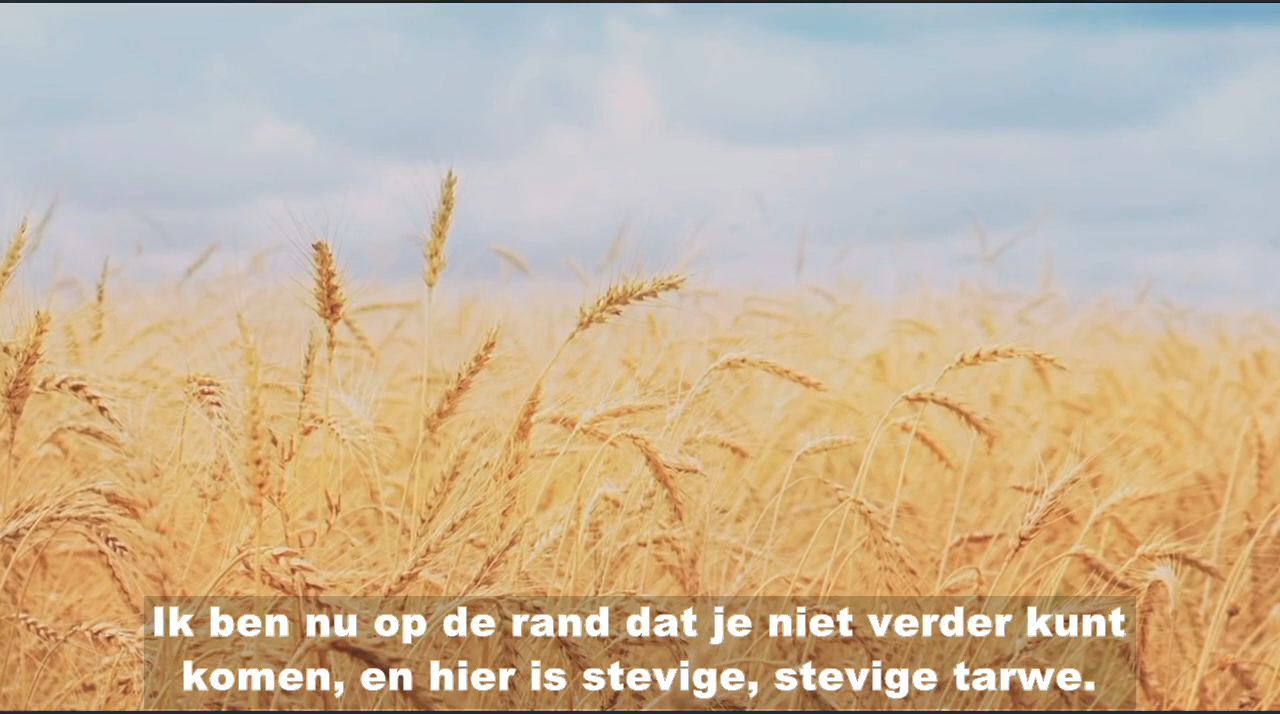 Ik ben nu op de rand dat je niet verder kunt
komen, en hier is stevige, stevige tarwe.